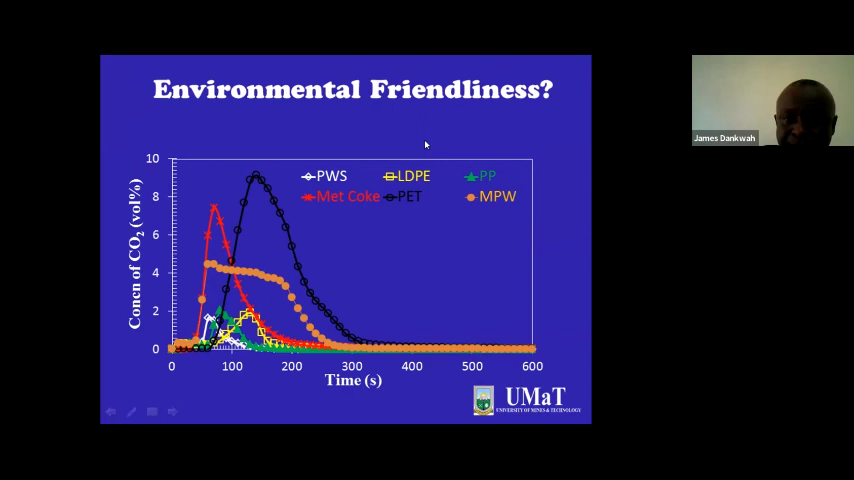 Environmental Friendliness?
James Dankwah
10
8
6
4
2
0
Concn of CO2 (vol%)
PWS LDPE PP
Met Coke PET MPW
0 100 200 300 400 500 600
Time (s)
UMaT
UNIVERSITY OF MINES & TECHNOLOGY